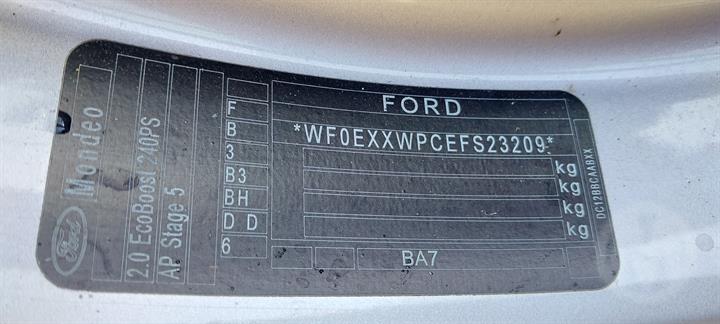 Ford
Mondeo
2.0 EcoBoost 240PS
AP Stage 5
F
B
3
B3
BH
D D
6
FORD
*WF0EXXWPCEFS23209*
kg
kg
kg
kg
BA7
DC12BBCAABXX